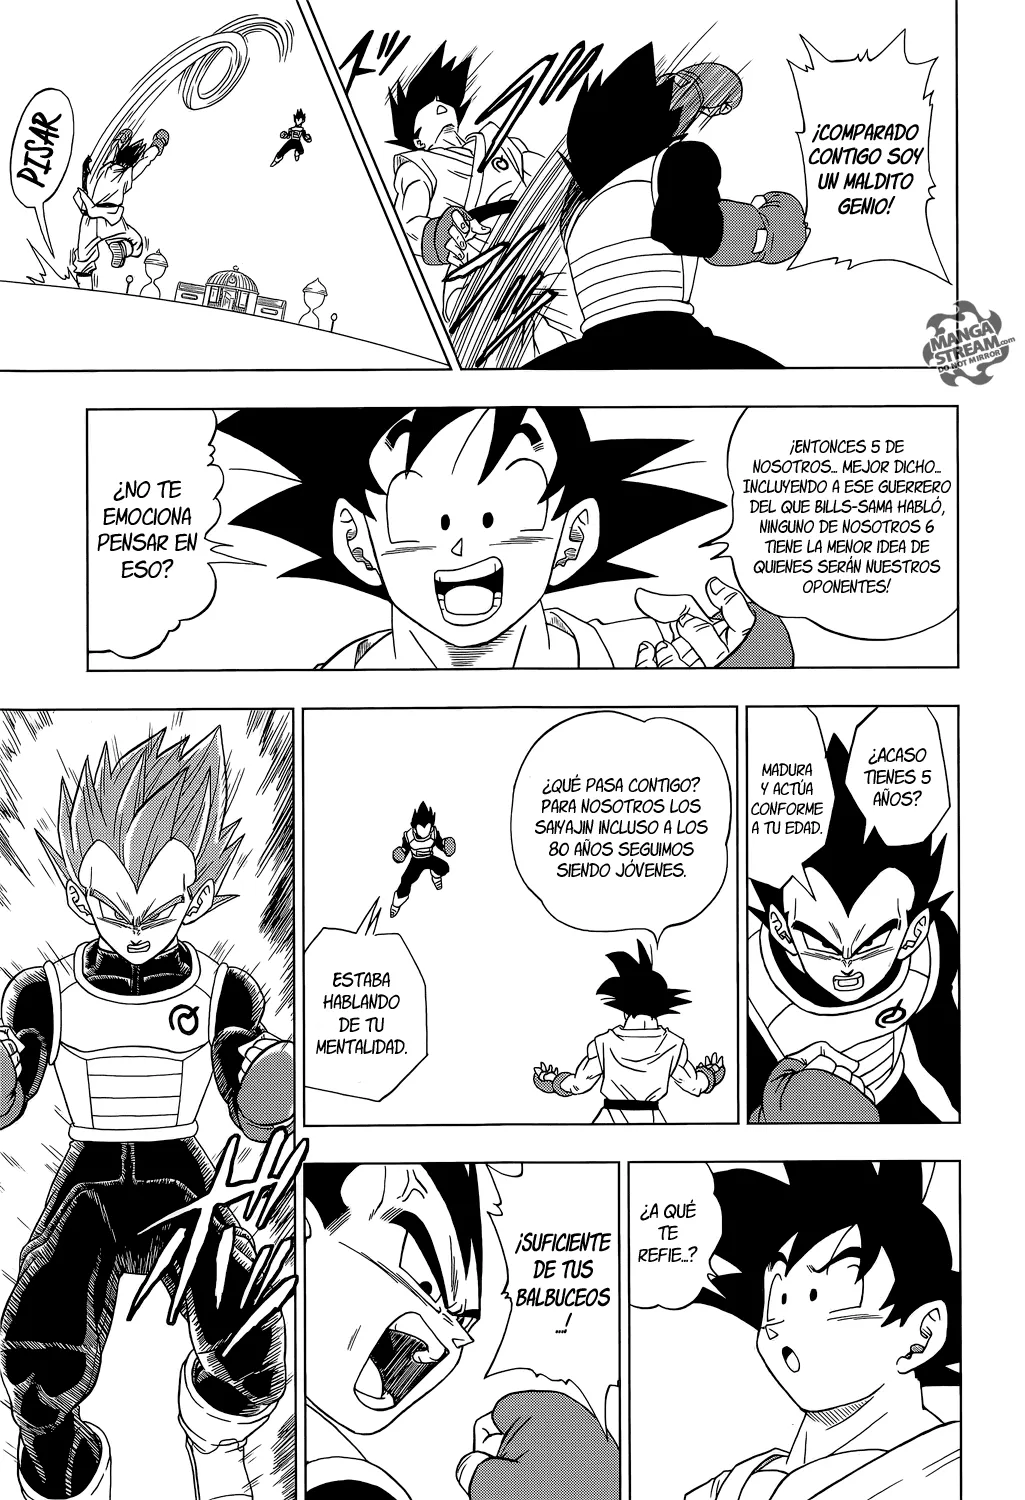 ¡COMPARADO
CONTIGO SOY
UN MALDITO
GENIO!
MANGA
STREAM.com
DO NOT MIRROR
PISAR
¡ENTONCES 5 DE
NOSOTROS... MEJOR DICHO...
INCLUYENDO A ESE GUERRERO
DEL QUE BILLS-SAMA HABLÓ,
NINGUNO DE NOSOTROS 6
TIENE LA MENOR IDEA DE
QUIENES SERÁN NUESTROS
OPONENTES!
¿NO TE
EMOCIONA
PENSAR EN
ESO?
¿ACASO
TIENES 5
AÑOS?
MADURA
Y ACTÚA
CONFORME
A TU EDAD.
¿QUÉ PASA CONTIGO?
PARA NOSOTROS LOS
SAIYAJIN INCLUSO A LOS
80 AÑOS SEGUIMOS
SIENDO JÓVENES.
ESTABA
HABLANDO
DE TU
MENTALIDAD.
¿A QUÉ
TE
REFIE...?
¡SUFICIENTE
DE TUS
BALBUCEOS
...!